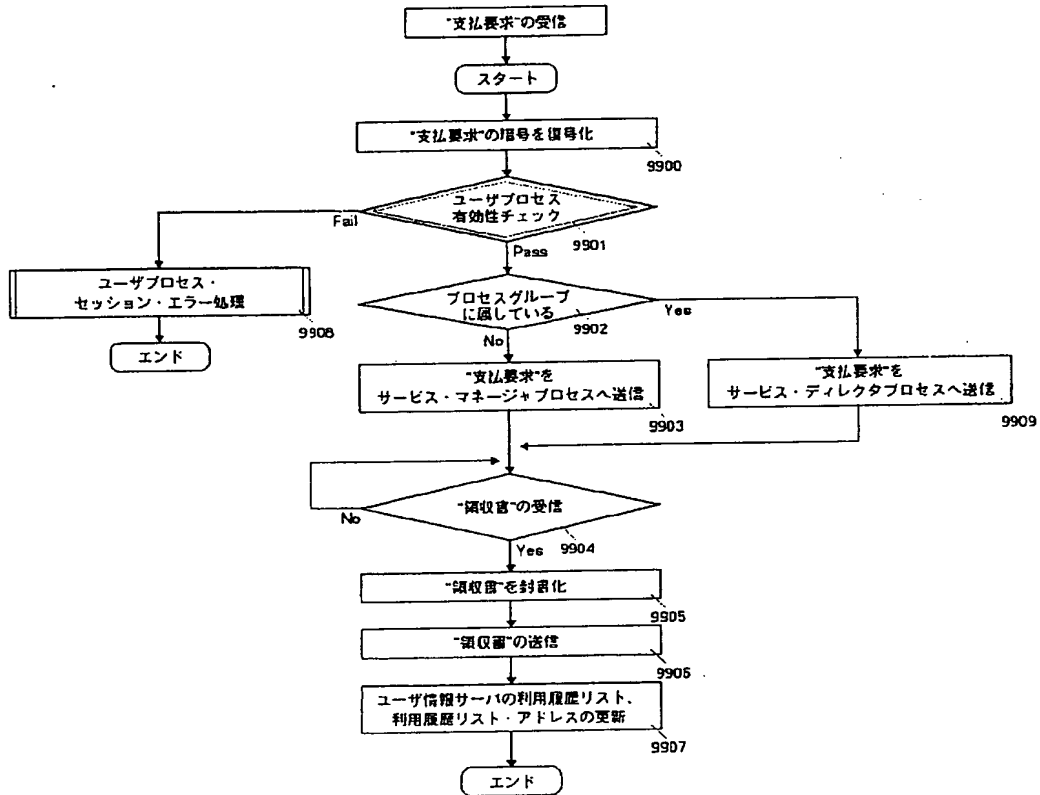 "支払要求"の受信
スタート
"支払要求"の暗号を復号化
9900
ユーザプロセス
有効性チェック
9901
Fail
Pass
ユーザプロセス・
セッション・エラー処理
9908
エンド
プロセスグループ
に属している
9902
Yes
No
"支払要求"を
サービス・マネージャプロセスへ送信
9903
"支払要求"を
サービス・ディレクタプロセスへ送信
9909
"領収書"の受信
No
Yes
9904
"領収書"を封書化
9905
"領収書"の送信
9906
ユーザ情報サーバの利用履歴リスト、
利用履歴リスト・アドレスの更新
9907
エンド